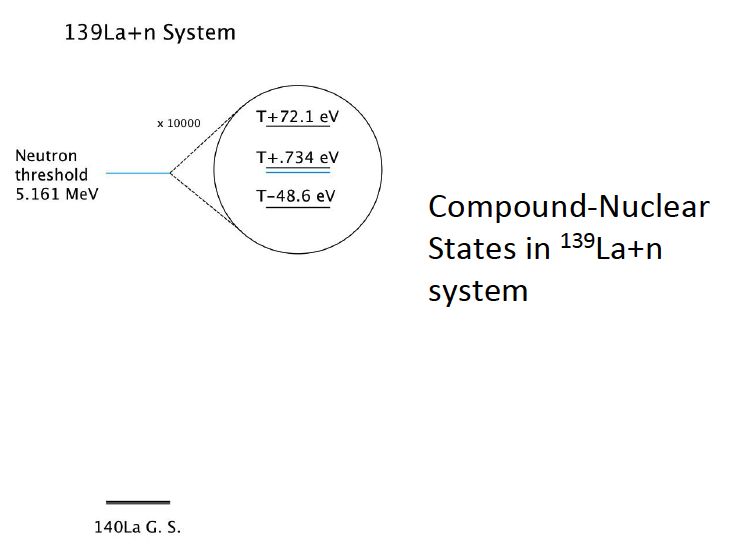 139La+n System
x 10000
T+72.1 eV
T+.734 eV
T-48.6 eV
Neutron
threshold
5.161 MeV
Compound-Nuclear
States in ¹³⁹La+n
system
140La G. S.